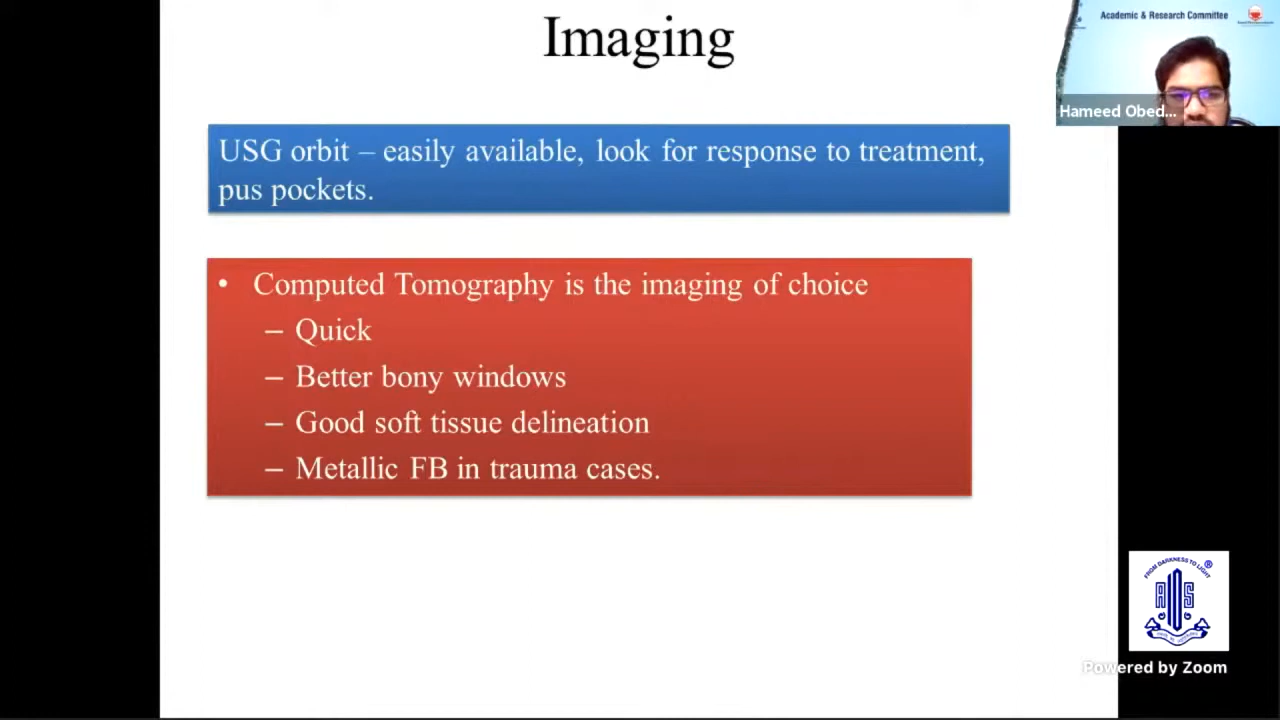 Imaging
Academic & Research Committee
Hameed Obed...
USG orbit – easily available, look for response to treatment,
pus pockets.
• Computed Tomography is the imaging of choice
– Quick
– Better bony windows
– Good soft tissue delineation
– Metallic FB in trauma cases.
FROM DARKNESS TO LIGHT ®
Powered by Zoom